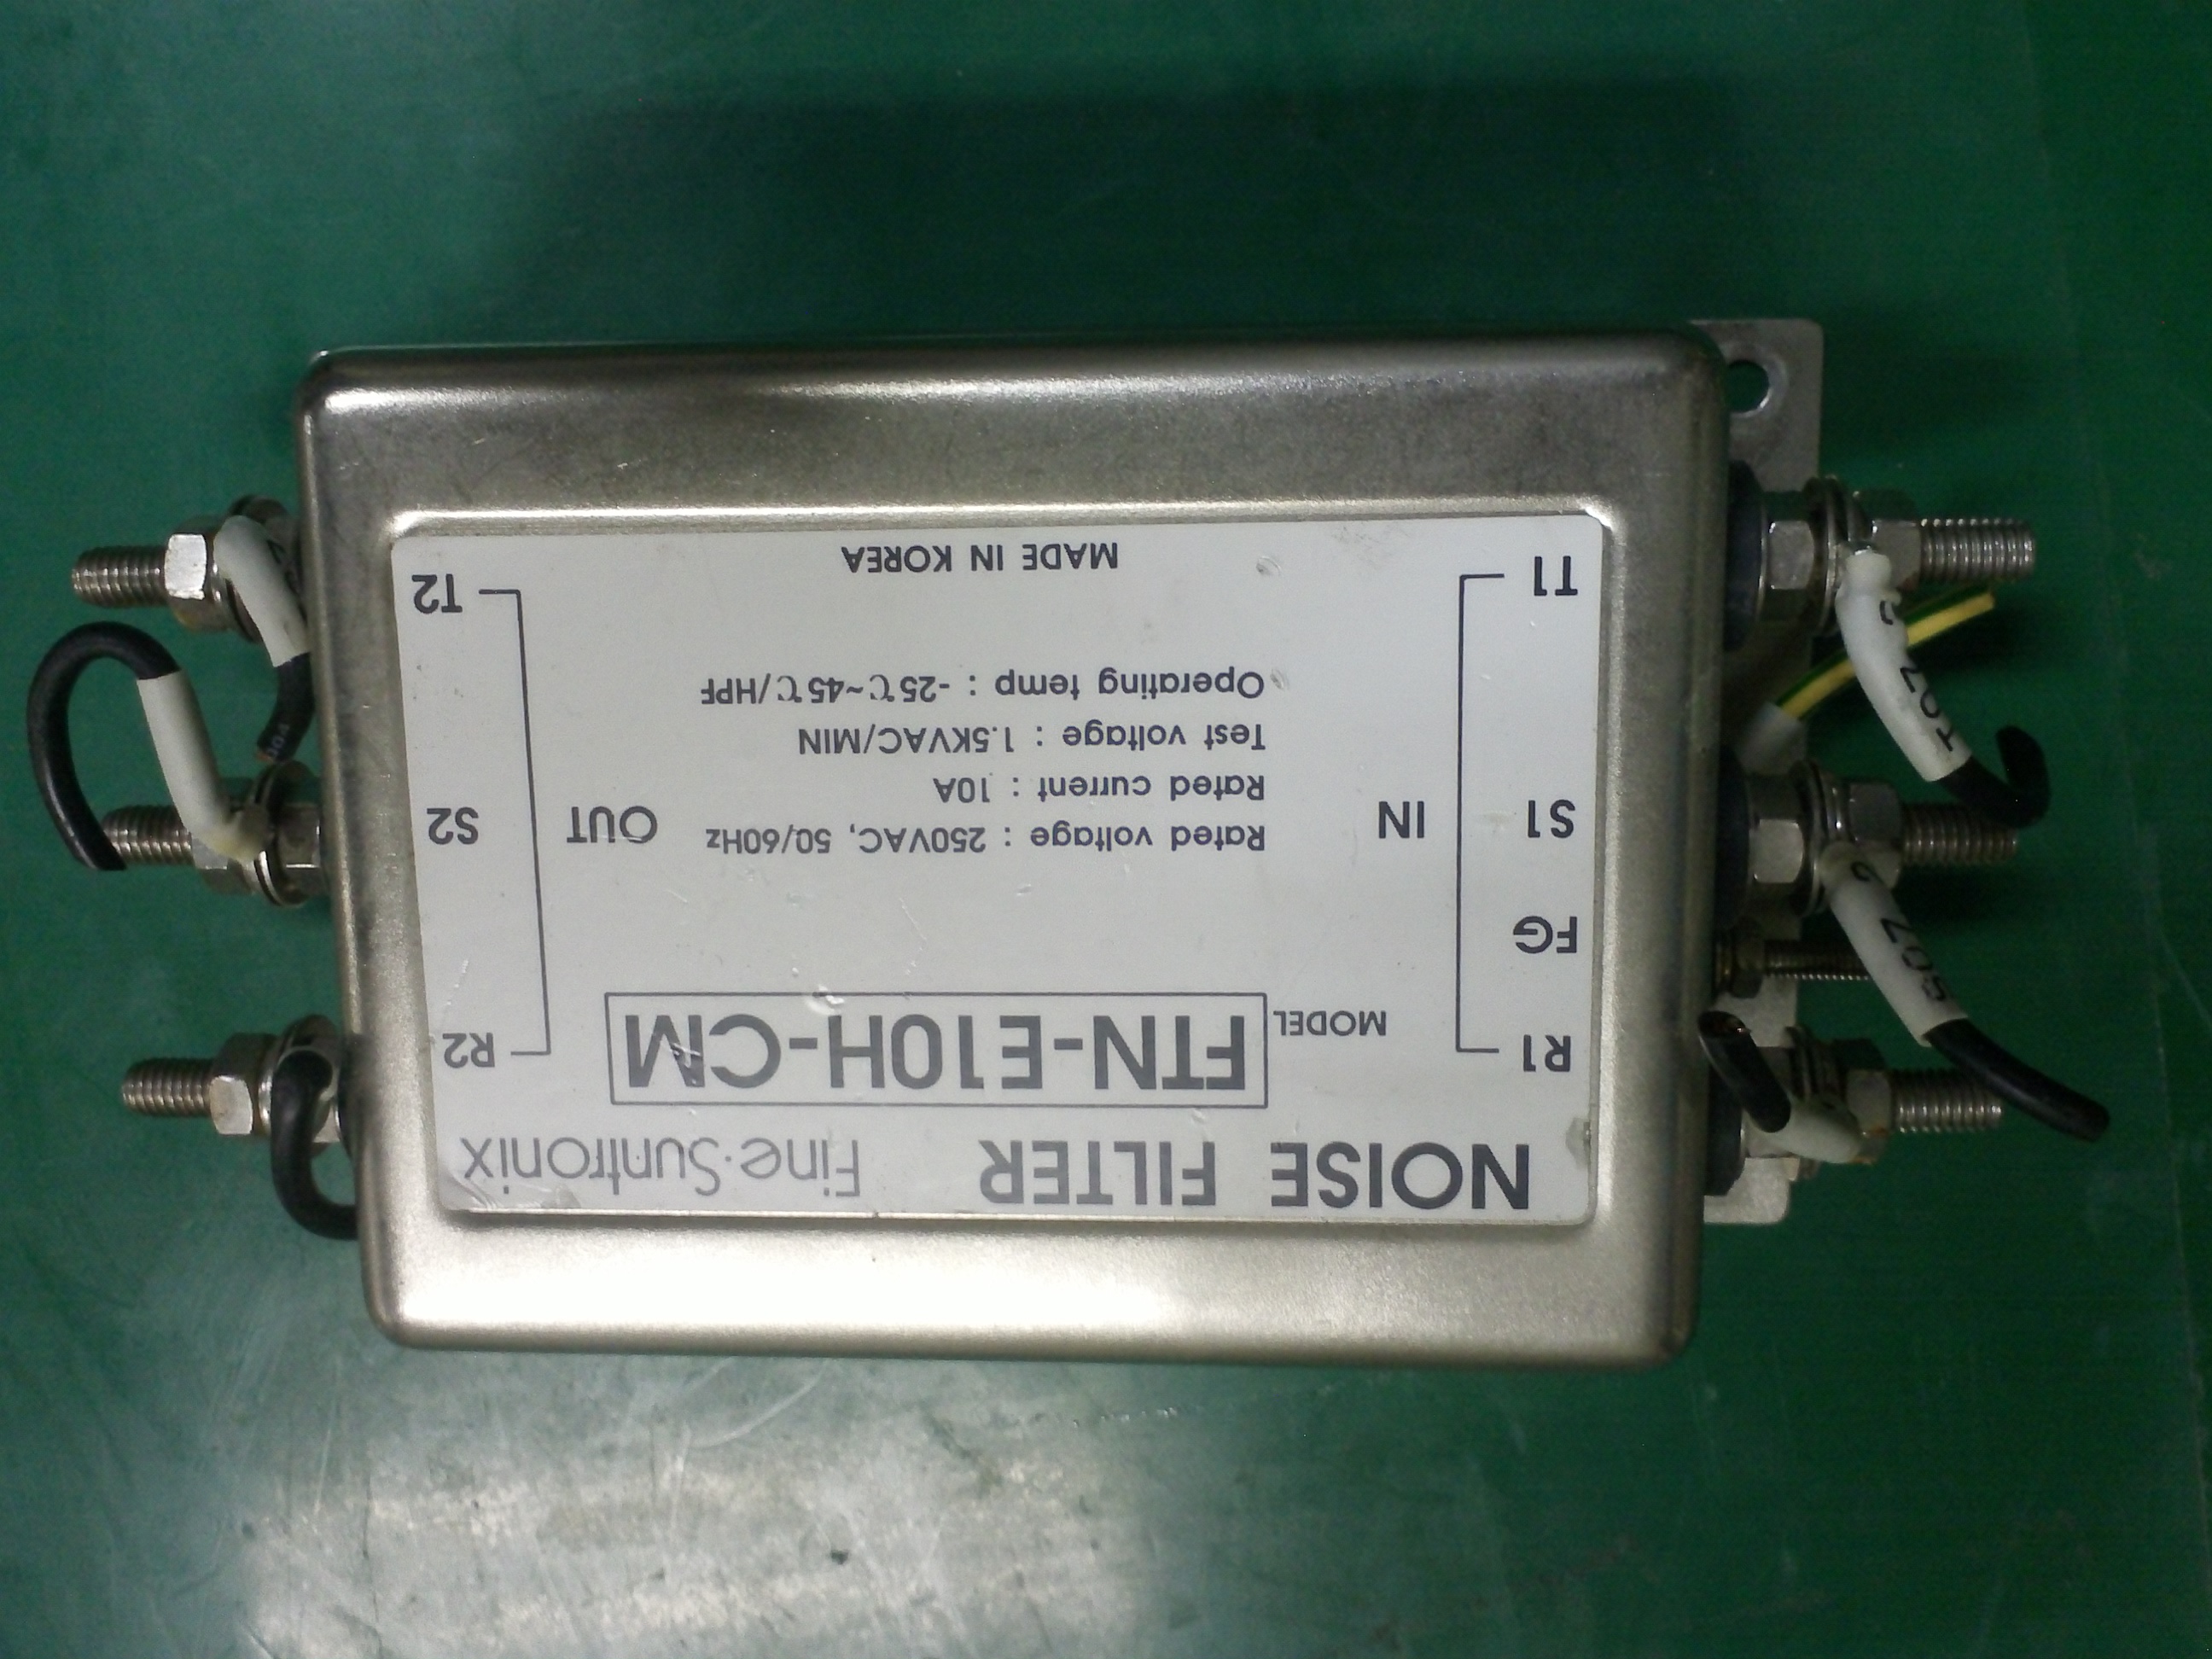 NOISE FILTER Fine·Suntronix
MODEL FTN-E10H-CM
R1
FG
S1
T1
IN
Rated voltage : 250VAC, 50/60Hz
Rated current : 10A
Test voltage : 1.5KVAC/MIN
Operating temp : -25℃~45℃/HPF
OUT
R2
S2
T2
MADE IN KOREA